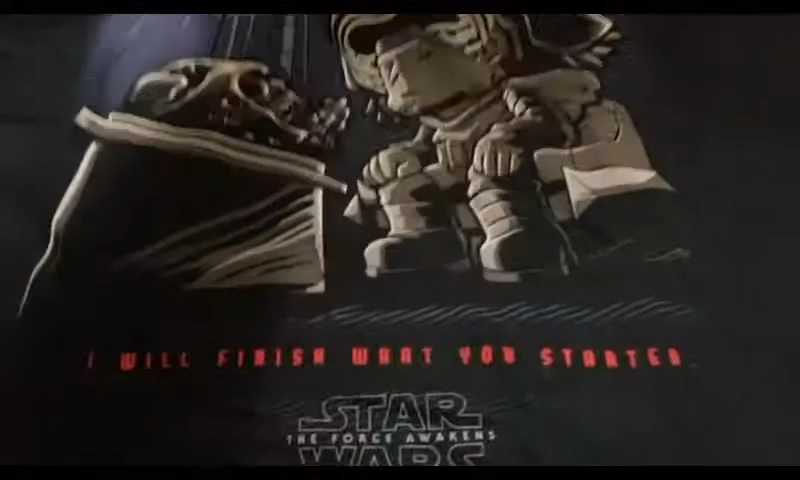 I WILL FINISH WHAT YOU STARTED
STAR
THE FORCE AWAKENS
WARS